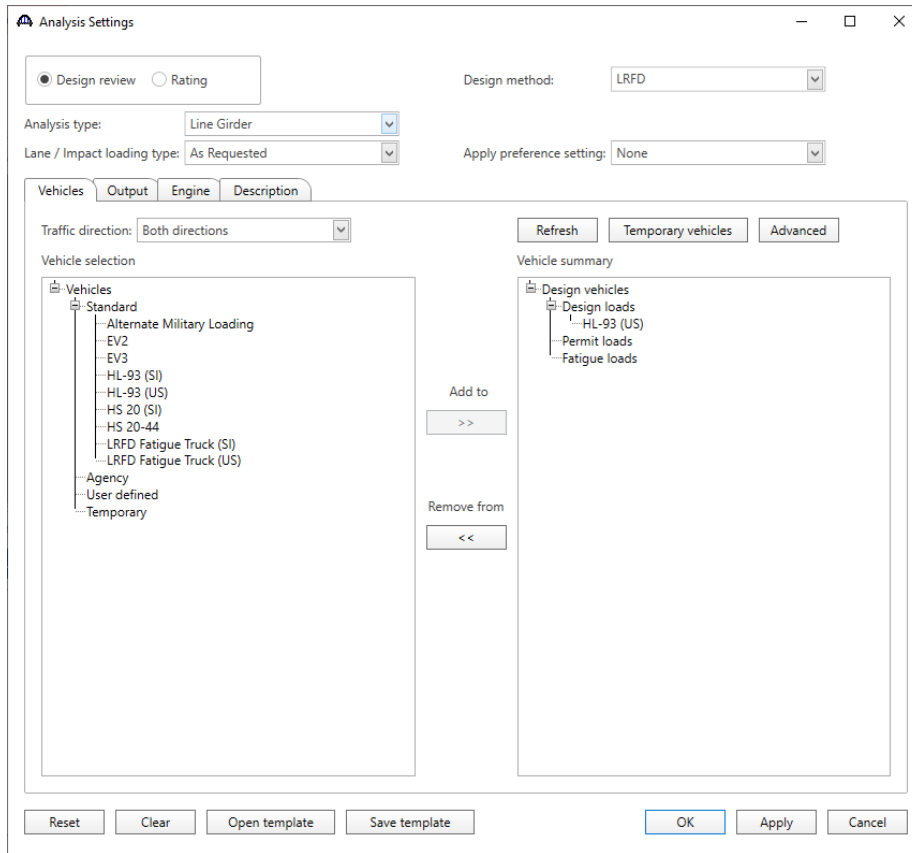 Analysis Settings
Design review Rating Design method: LRFD
Analysis type: Line Girder
Lane / Impact loading type: As Requested Apply preference setting: None
Vehicles Output Engine Description
Traffic direction: Both directions Refresh Temporary vehicles Advanced
Vehicle selection
Vehicles
Standard
Alternate Military Loading
EV2
EV3
HL-93 (SI)
HL-93 (US)
HS 20 (SI)
HS 20-44
LRFD Fatigue Truck (SI)
LRFD Fatigue Truck (US)
Agency
User defined
Temporary
Add to
>>
Remove from
<<
Vehicle summary
Design vehicles
Design loads
HL-93 (US)
Permit loads
Fatigue loads
Reset Clear Open template Save template OK Apply Cancel